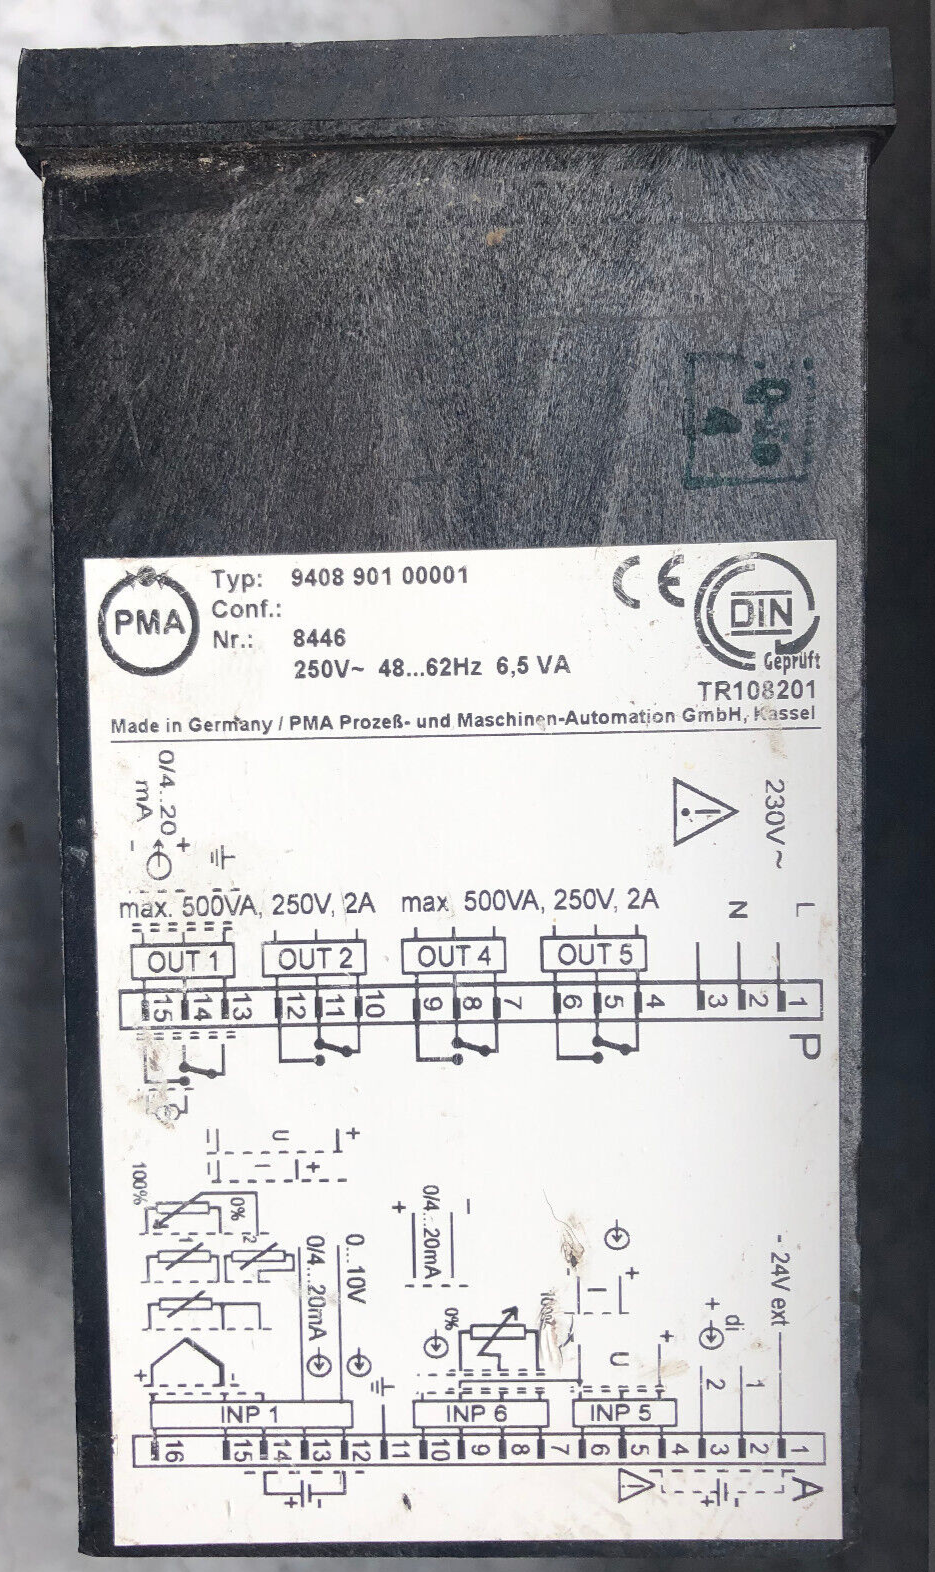 PMA
Typ: 9408 901 00001
Conf.:
Nr.: 8446
250V~ 48...62Hz 6,5 VA
CE
DIN
Geprüft
TR108201
Made in Germany / PMA Prozeß- und Maschinen-Automation GmbH, Kassel
0/4..20
mA
+
-
230V~
max. 500VA, 250V, 2A
max. 500VA, 250V, 2A
N
L
OUT 1
OUT 2
OUT 4
OUT 5
15 14 13 12 11 10 9 8 7 6 5 4 3 2 1
P
U
+
I
+
100%
0%
1
2
0...10V
0/4...20mA
0/4...20mA
+
-
0%
100%
+
-
I
U
+
- 24V ext
di
+
1
2
+
-
INP 1
INP 6
INP 5
16 15 14 13 12 11 10 9 8 7 6 5 4 3 2 1
A
+
-
+
-